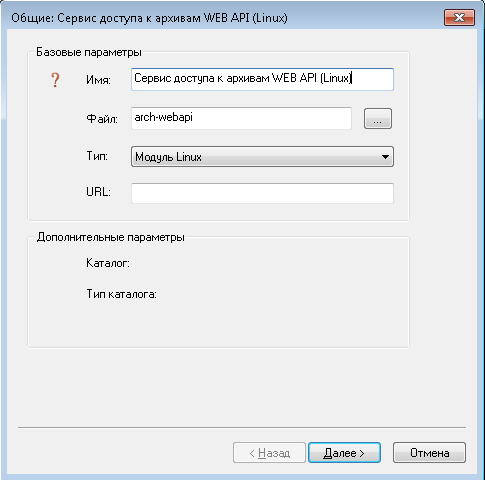 Общие: Сервис доступа к архивам WEB API (Linux)
Базовые параметры
?
Имя: Сервис доступа к архивам WEB API (Linux)
Файл: arch-webapi ...
Тип: Модуль Linux
URL:
Дополнительные параметры
Каталог:
Тип каталога:
< Назад Далее > Отмена